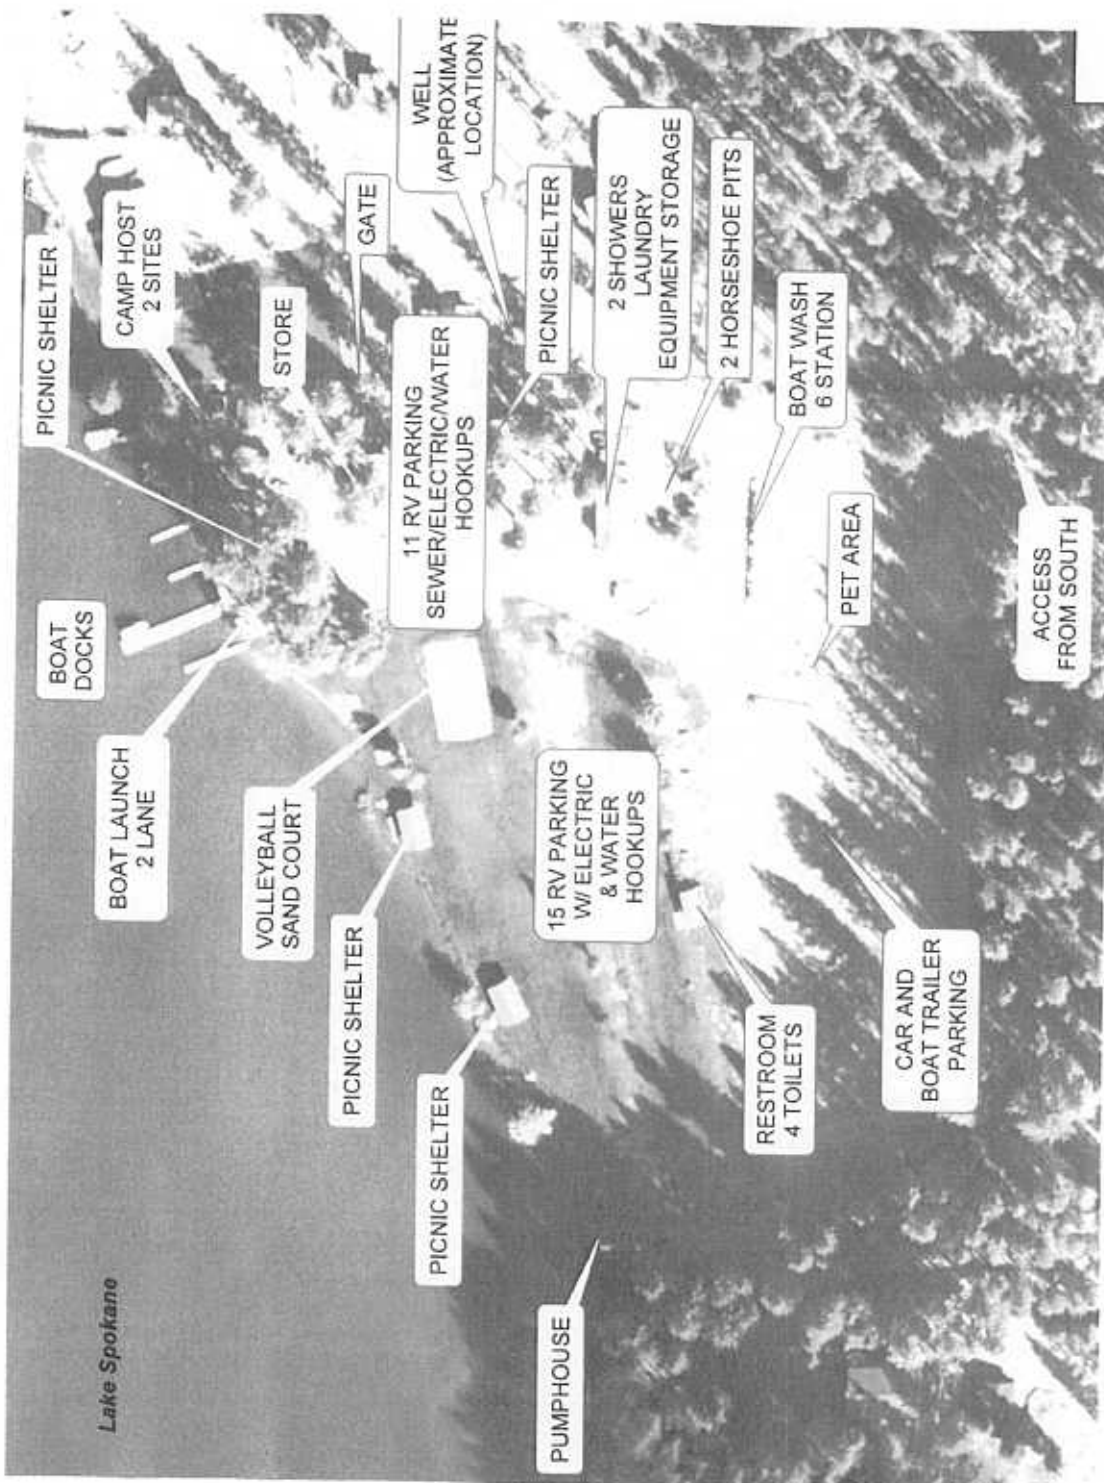 PICNIC SHELTER
BOAT
DOCKS
Lake Spokane
BOAT LAUNCH
2 LANE
CAMP HOST
2 SITES
VOLLEYBALL
SAND COURT
STORE
PICNIC SHELTER
GATE
PICNIC SHELTER
11 RV PARKING
SEWER/ELECTRIC/WATER
HOOKUPS
WELL
(APPROXIMATE
LOCATION)
PICNIC SHELTER
PUMPHOUSE
15 RV PARKING
W/ ELECTRIC
& WATER
HOOKUPS
2 SHOWERS
LAUNDRY
EQUIPMENT STORAGE
2 HORSESHOE PITS
RESTROOM
4 TOILETS
BOAT WASH
6 STATION
PET AREA
CAR AND
BOAT TRAILER
PARKING
ACCESS
FROM SOUTH